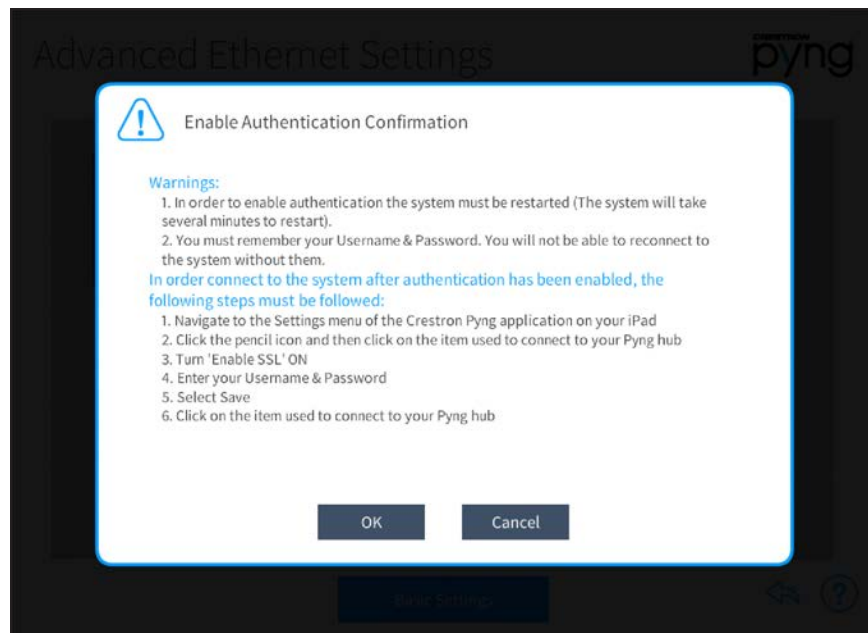 Advanced Ethernet Settings
CRESTRON
pyng
Enable Authentication Confirmation
Warnings:
1. In order to enable authentication the system must be restarted (The system will take
several minutes to restart).
2. You must remember your Username & Password. You will not be able to reconnect to
the system without them.
In order connect to the system after authentication has been enabled, the
following steps must be followed:
1. Navigate to the Settings menu of the Crestron Pyng application on your iPad
2. Click the pencil icon and then click on the item used to connect to your Pyng hub
3. Turn 'Enable SSL' ON
4. Enter your Username & Password
5. Select Save
6. Click on the item used to connect to your Pyng hub
OK Cancel
Basic Settings
?